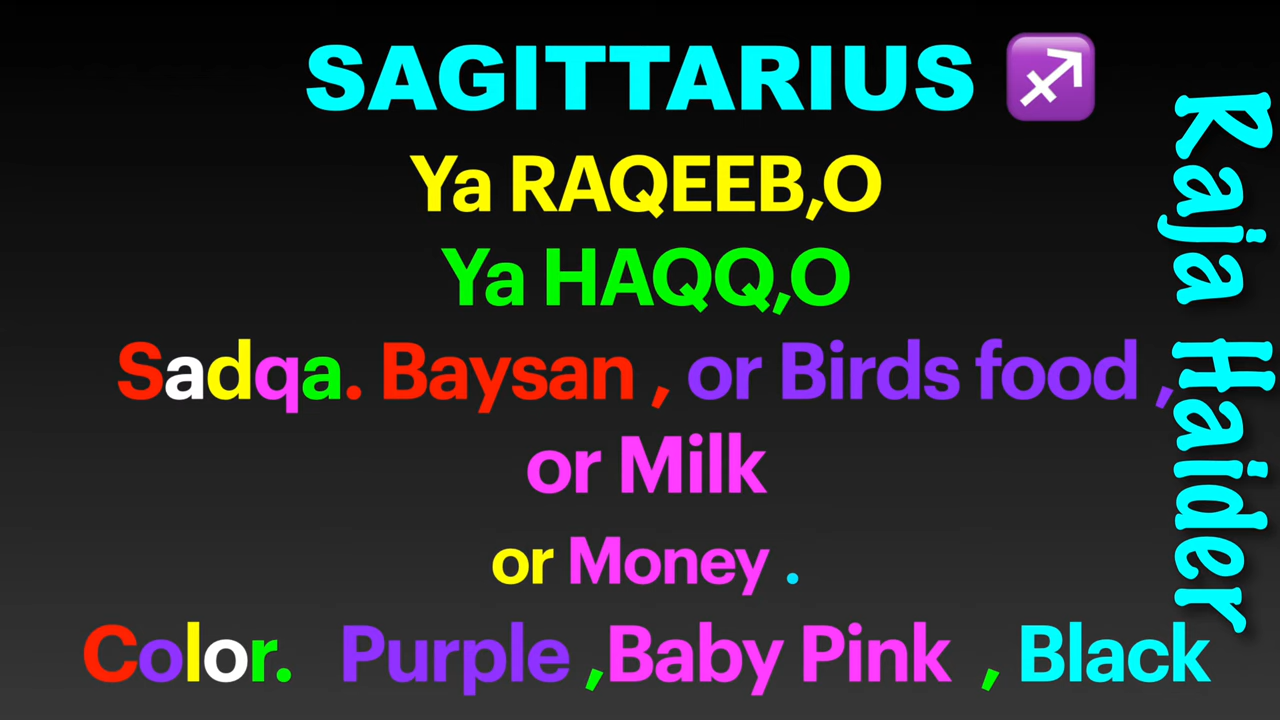 SAGITTARIUS ♐
Ya RAQEEB,O
Ya HAQQ,O
Sadqa. Baysan , or Birds food ,
or Milk
or Money .
Color. Purple ,Baby Pink , Black
Raja Haider